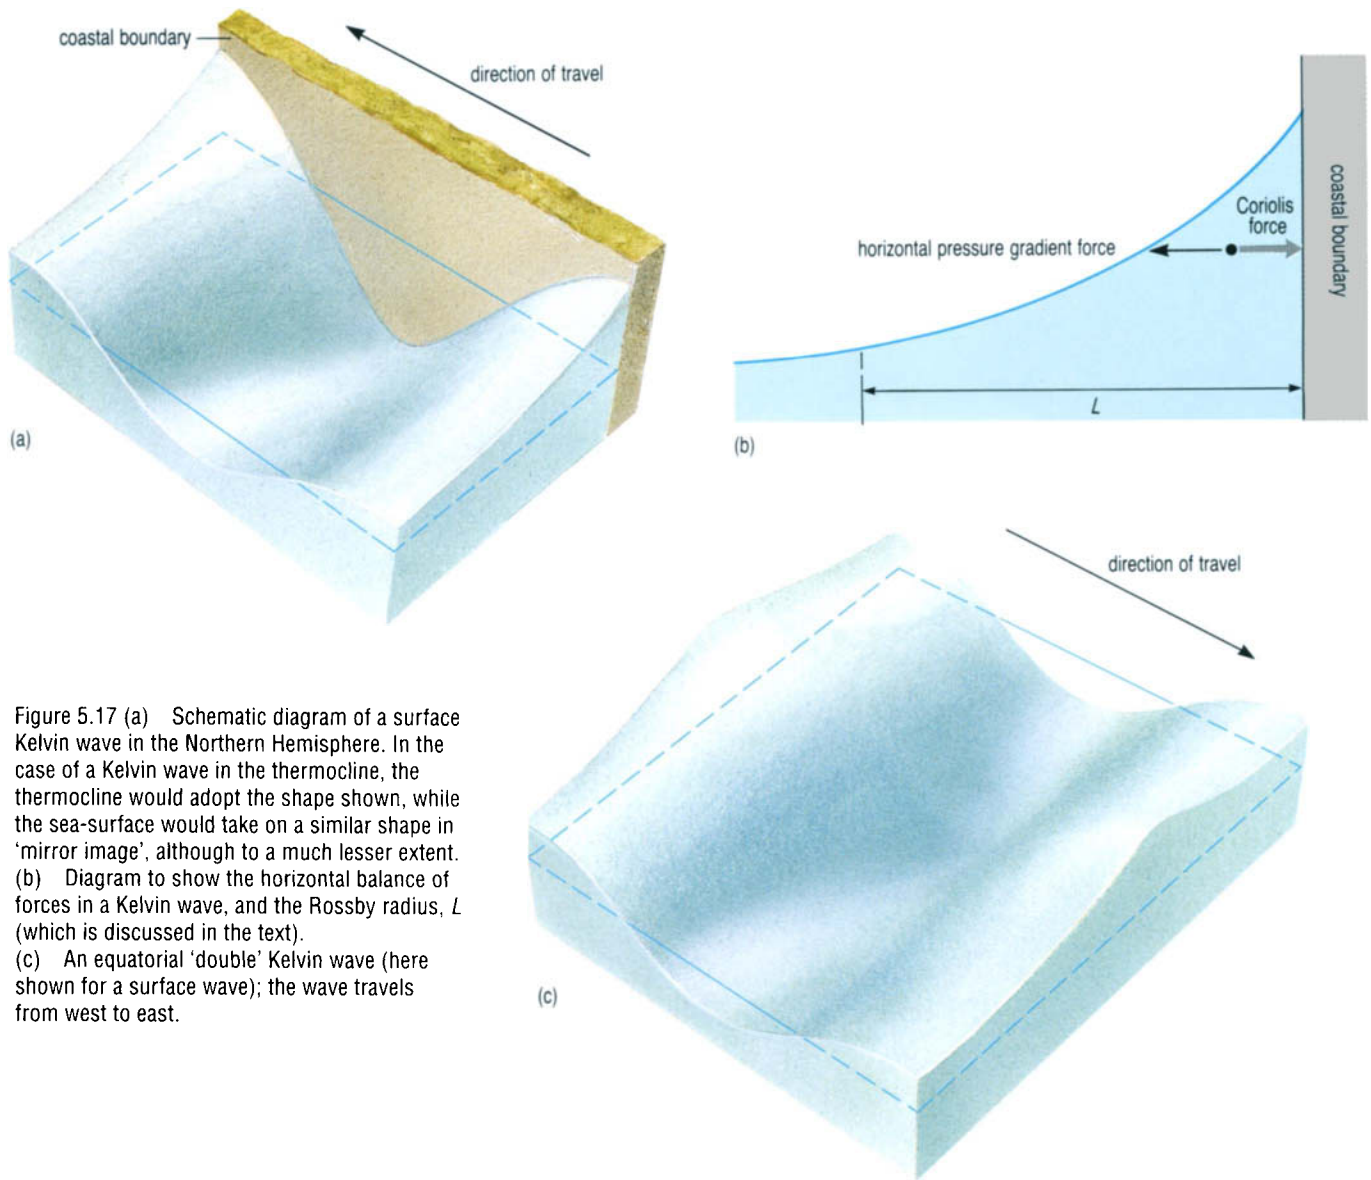 coastal boundary
direction of travel
(a)
horizontal pressure gradient force
Coriolis
force
coastal boundary
L
(b)
direction of travel
(c)
Figure 5.17 (a) Schematic diagram of a surface
Kelvin wave in the Northern Hemisphere. In the
case of a Kelvin wave in the thermocline, the
thermocline would adopt the shape shown, while
the sea-surface would take on a similar shape in
'mirror image', although to a much lesser extent.
(b) Diagram to show the horizontal balance of
forces in a Kelvin wave, and the Rossby radius, L
(which is discussed in the text).
(c) An equatorial 'double' Kelvin wave (here
shown for a surface wave); the wave travels
from west to east.